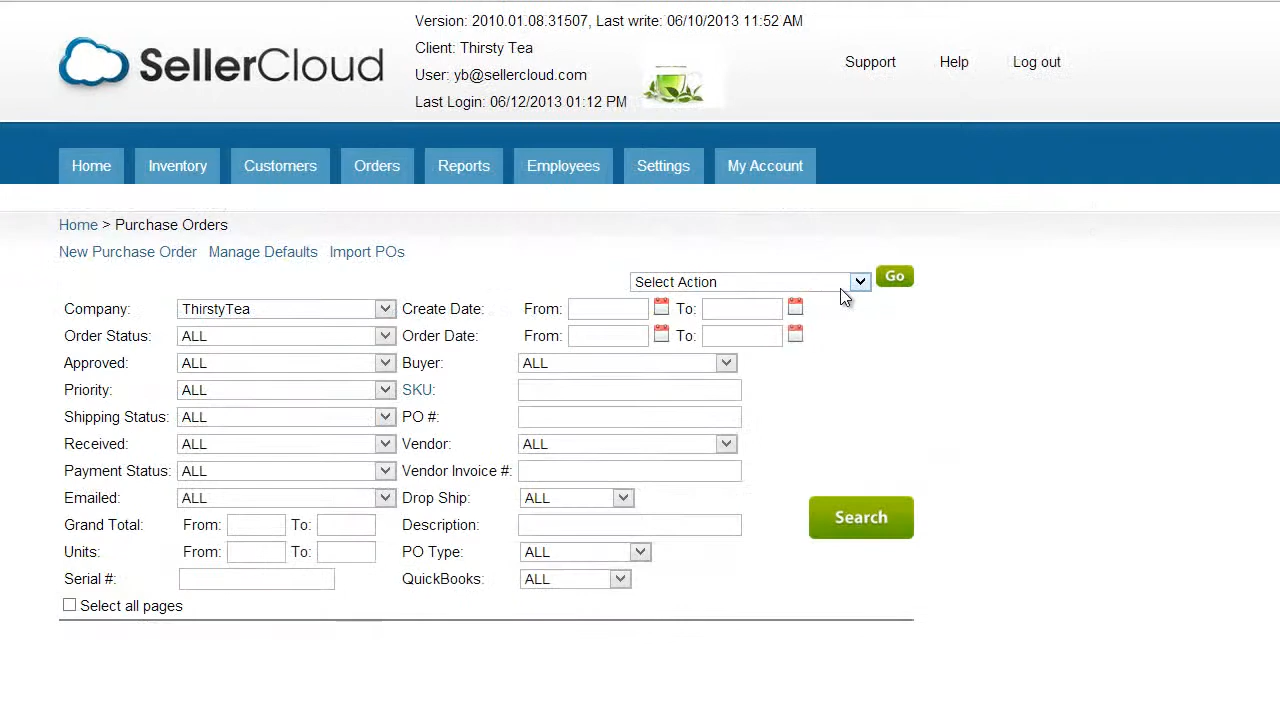 SellerCloud
Version: 2010.01.08.31507, Last write: 06/10/2013 11:52 AM
Client: Thirsty Tea
User: yb@sellercloud.com
Last Login: 06/12/2013 01:12 PM
Support Help Log out
Home Inventory Customers Orders Reports Employees Settings My Account
Home > Purchase Orders
New Purchase Order Manage Defaults Import POs
Select Action Go
Company: ThirstyTea Create Date: From: To:
Order Status: ALL Order Date: From: To:
Approved: ALL Buyer: ALL
Priority: ALL SKU:
Shipping Status: ALL PO #:
Received: ALL Vendor: ALL
Payment Status: ALL Vendor Invoice #:
Emailed: ALL Drop Ship: ALL
Grand Total: From: To: Description: Search
Units: From: To: PO Type: ALL
Serial #: QuickBooks: ALL
Select all pages